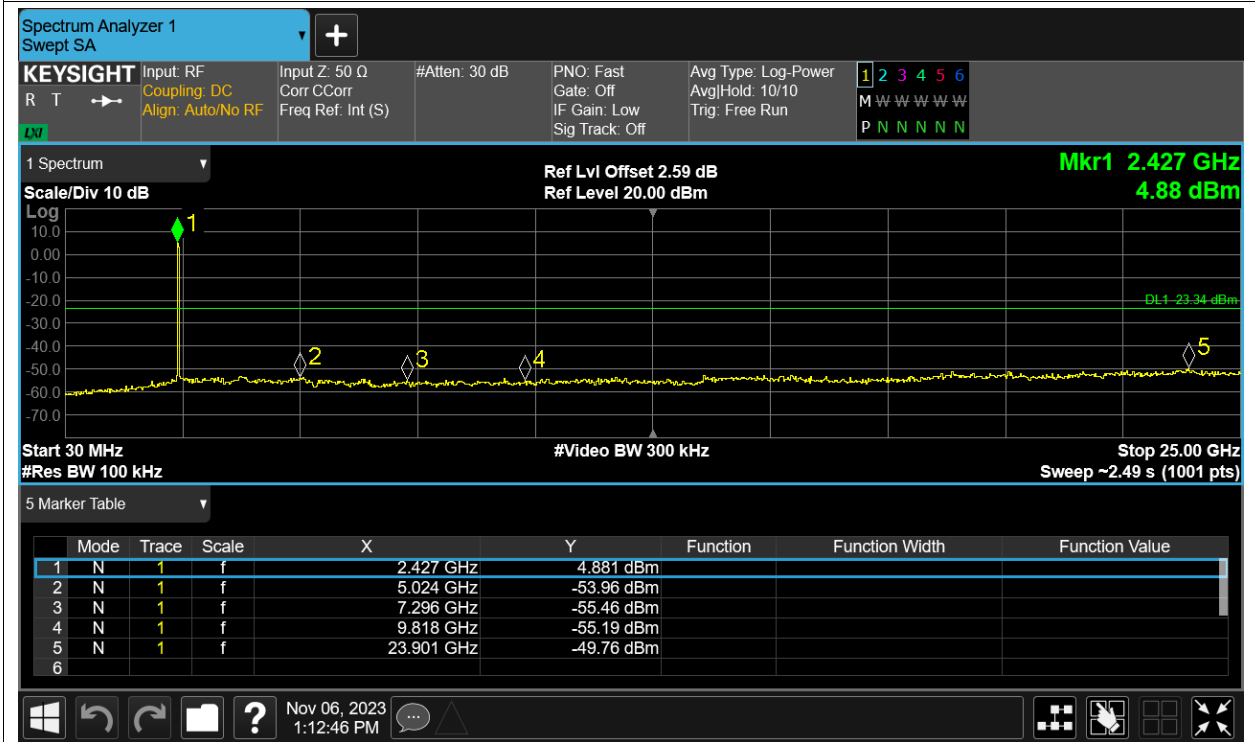 Spectrum Analyzer 1
Swept SA
+
KEYSIGHT Input: RF Input Z: 50 Ω #Atten: 30 dB PNO: Fast Avg Type: Log-Power 1 2 3 4 5 6
R T Coupling: DC Corr CCorr Gate: Off Avg|Hold: 10/10 M W W W W W
Align: Auto/No RF Freq Ref: Int (S) IF Gain: Low Trig: Free Run P N N N N N
LXI Sig Track: Off
1 Spectrum Ref Lvl Offset 2.59 dB Mkr1 2.427 GHz
Scale/Div 10 dB Ref Level 20.00 dBm 4.88 dBm
Log
1
10.0
0.00
-10.0
-20.0
DL1 -23.34 dBm
-30.0
-40.0
2 3 4 5
-50.0
-60.0
-70.0
Start 30 MHz #Video BW 300 kHz Stop 25.00 GHz
#Res BW 100 kHz Sweep ~2.49 s (1001 pts)
5 Marker Table
Mode Trace Scale X Y Function Function Width Function Value
1 N 1 f 2.427 GHz 4.881 dBm
2 N 1 f 5.024 GHz -53.96 dBm
3 N 1 f 7.296 GHz -55.46 dBm
4 N 1 f 9.818 GHz -55.19 dBm
5 N 1 f 23.901 GHz -49.76 dBm
6
? Nov 06, 2023
1:12:46 PM